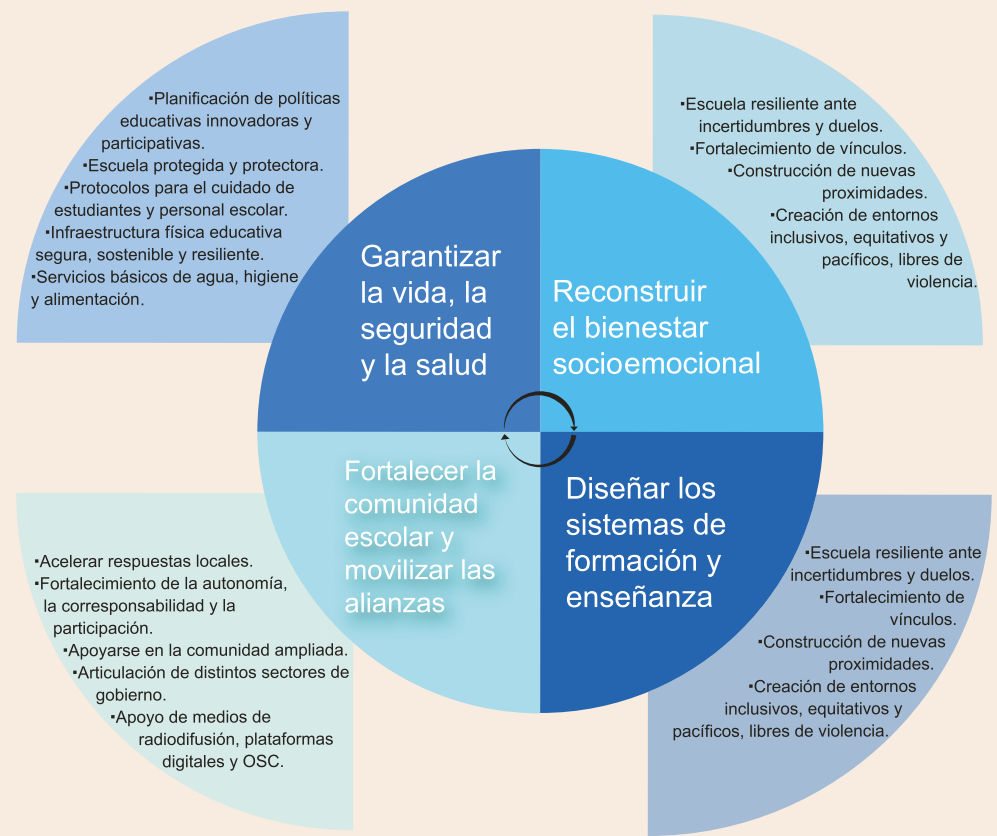 ▪Planificación de políticas
educativas innovadoras y
participativas.
▪Escuela protegida y protectora.
▪Protocolos para el cuidado de
estudiantes y personal escolar.
▪Infraestructura física educativa
segura, sostenible y resiliente.
▪Servicios básicos de agua, higiene
y alimentación.
Garantizar
la vida, la
seguridad
y la salud
▪Escuela resiliente ante
incertidumbres y duelos.
▪Fortalecimiento de vínculos.
▪Construcción de nuevas
proximidades.
▪Creación de entornos
inclusivos, equitativos y
pacíficos, libres de
violencia.
Reconstruir
el bienestar
socioemocional
Fortalecer la
comunidad
escolar y
movilizar las
alianzas
▪Acelerar respuestas locales.
▪Fortalecimiento de la autonomía,
la corresponsabilidad y la
participación.
▪Apoyarse en la comunidad ampliada.
▪Articulación de distintos sectores de
gobierno.
▪Apoyo de medios de
radiodifusión, plataformas
digitales y OSC.
Diseñar los
sistemas de
formación y
enseñanza
▪Escuela resiliente ante
incertidumbres y duelos.
▪Fortalecimiento de
vínculos.
▪Construcción de nuevas
proximidades.
▪Creación de entornos
inclusivos, equitativos y
pacíficos, libres de violencia.